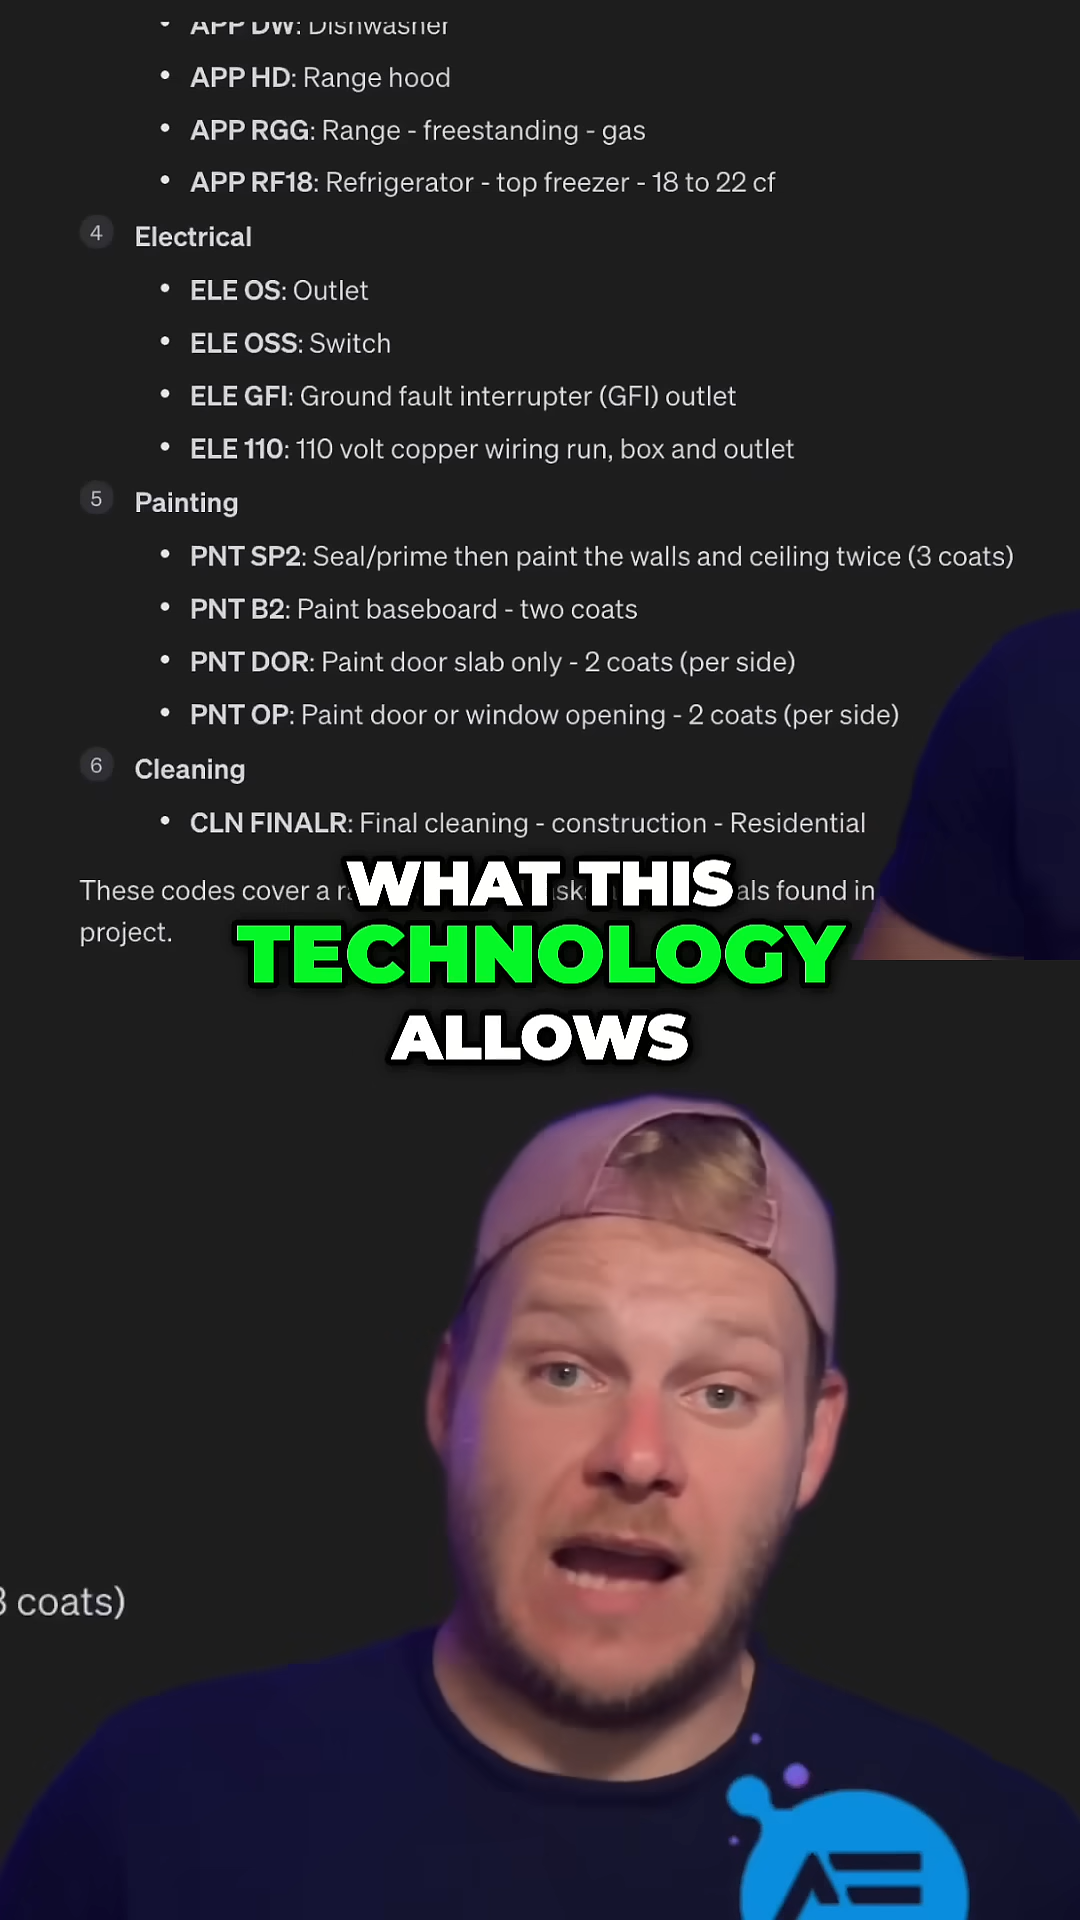 • APP DW: Dishwasher
• APP HD: Range hood
• APP RGG: Range - freestanding - gas
• APP RF18: Refrigerator - top freezer - 18 to 22 cf
4 Electrical
• ELE OS: Outlet
• ELE OSS: Switch
• ELE GFI: Ground fault interrupter (GFI) outlet
• ELE 110: 110 volt copper wiring run, box and outlet
5 Painting
• PNT SP2: Seal/prime then paint the walls and ceiling twice (3 coats)
• PNT B2: Paint baseboard - two coats
• PNT DOR: Paint door slab only - 2 coats (per side)
• PNT OP: Paint door or window opening - 2 coats (per side)
6 Cleaning
• CLN FINALR: Final cleaning - construction - Residential
These codes cover a found in
project.
WHAT THIS
TECHNOLOGY
ALLOWS
3 coats)
AE